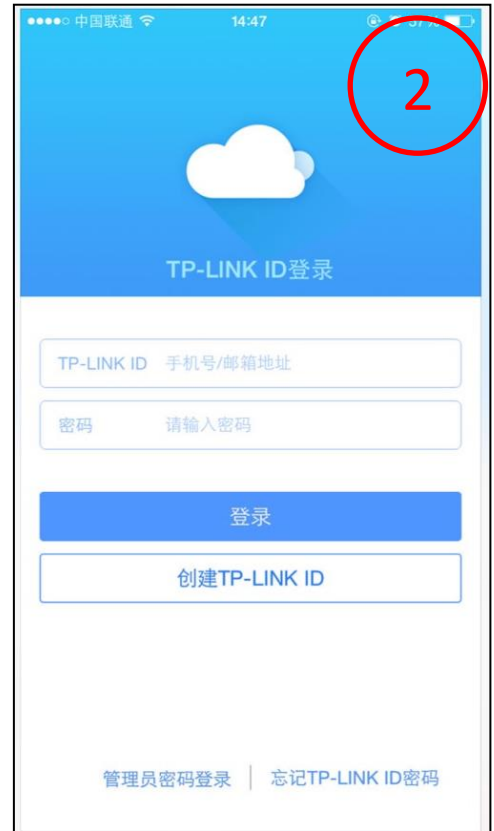 中国联通 14:47 57%
2
TP-LINK ID登录
TP-LINK ID 手机号/邮箱地址
密码 请输入密码
登录
创建TP-LINK ID
管理员密码登录 忘记TP-LINK ID密码